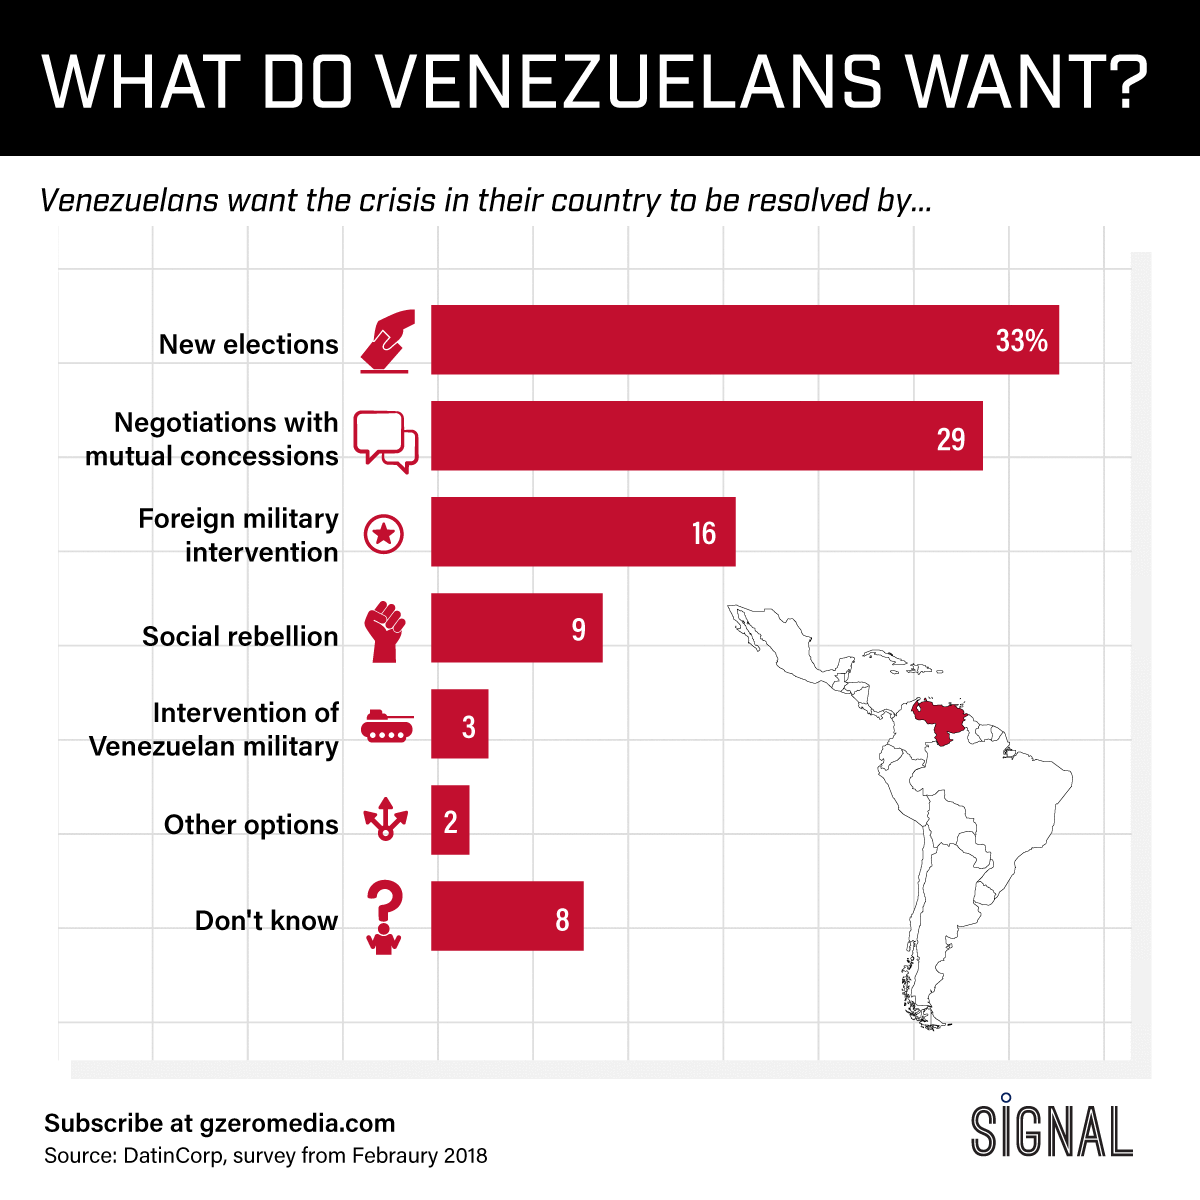 WHAT DO VENEZUELANS WANT?
Venezuelans want the crisis in their country to be resolved by...
New elections
33%
Negotiations with
mutual concessions
29
Foreign military
intervention
16
Social rebellion
9
Intervention of
Venezuelan military
3
Other options
2
Don't know
8
Subscribe at gzeromedia.com
Source: DatinCorp, survey from Febraury 2018
SIGNAL